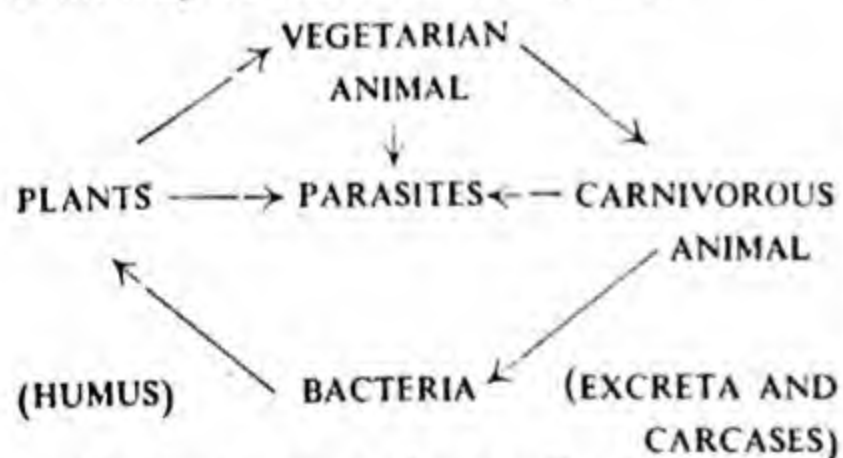 VEGETARIAN
ANIMAL
PLANTS PARASITES CARNIVOROUS
ANIMAL
(HUMUS) BACTERIA (EXCRETA AND
CARCASES)